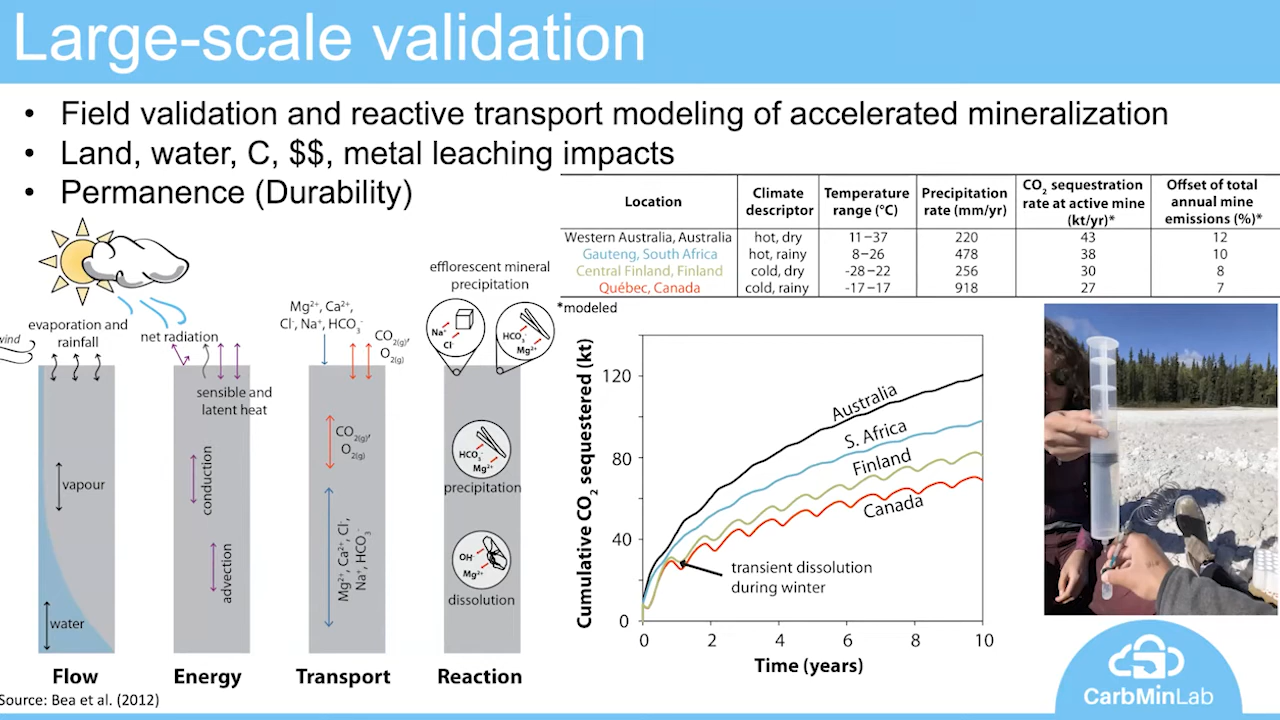 Large-scale validation
• Field validation and reactive transport modeling of accelerated mineralization
• Land, water, C, $$, metal leaching impacts
• Permanence (Durability)
Location
Climate descriptor
Temperature range (°C)
Precipitation rate (mm/yr)
CO₂ sequestration rate at active mine (kt/yr)*
Offset of total annual mine emissions (%)*
Western Australia, Australia hot, dry 11–37 220 43 12
Gauteng, South Africa hot, rainy 8–26 478 38 10
Central Finland, Finland cold, dry -28–22 256 30 8
Québec, Canada cold, rainy -17–17 918 27 7
*modeled
wind
evaporation and
rainfall
vapour
water
Flow
net radiation
sensible and
latent heat
conduction
advection
Energy
Mg²⁺, Ca²⁺,
Cl⁻, Na⁺, HCO₃⁻
CO₂(g),
O₂(g)
CO₂(g),
O₂(g)
Mg²⁺, Ca²⁺, Cl⁻,
Na⁺, HCO₃⁻
Transport
efflorescent mineral
precipitation
Na⁺
Cl⁻
HCO₃⁻
Mg²⁺
HCO₃⁻
Mg²⁺
precipitation
OH⁻
Mg²⁺
dissolution
Reaction
Source: Bea et al. (2012)
Cumulative CO₂ sequestered (kt)
120
80
40
0
Australia
S. Africa
Finland
Canada
transient dissolution
during winter
0 2 4 6 8 10
Time (years)
CarbMinLab